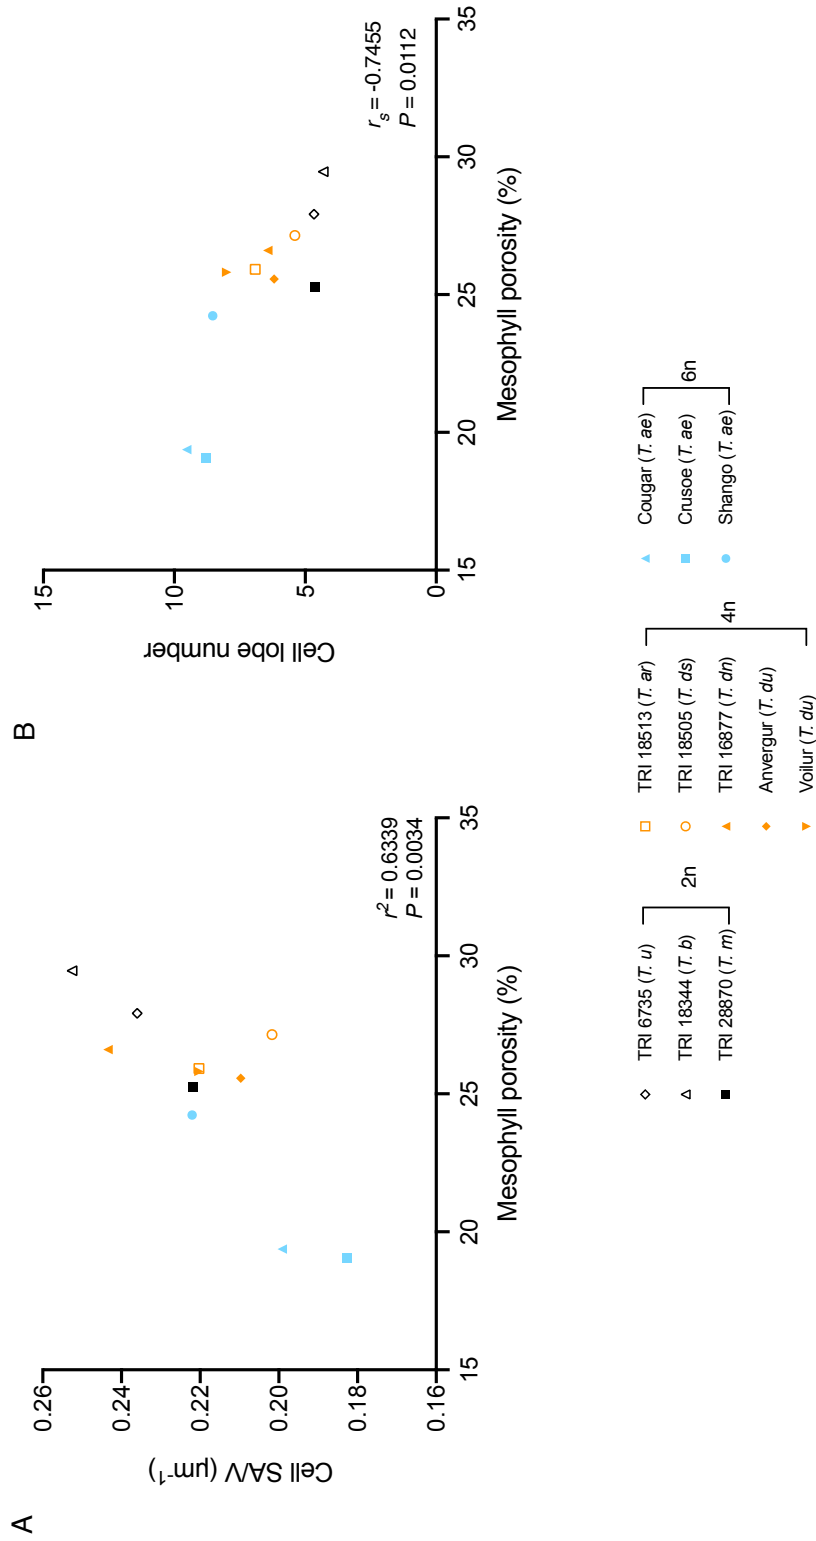 A
Cell SA/V (µm-1)
0.26
0.24
0.22
0.20
0.18
0.16
15
20
25
30
35
Mesophyll porosity (%)
r2 = 0.6339
P = 0.0034
B
Cell lobe number
15
10
5
0
15
20
25
30
35
Mesophyll porosity (%)
rs = -0.7455
P = 0.0112
TRI 6735 (T. u)
TRI 18344 (T. b)
TRI 28870 (T. m)
2n
TRI 18513 (T. ar)
TRI 18505 (T. ds)
TRI 16877 (T. dn)
Anvergur (T. du)
Voilur (T. du)
4n
Cougar (T. ae)
Crusoe (T. ae)
Shango (T. ae)
6n